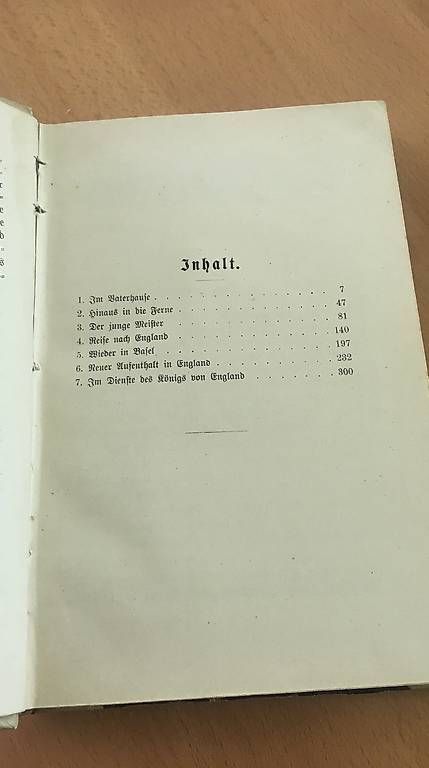 Inhalt.
1. Im Vaterhause . . . . . . . . . . . . . . . . 7
2. Hinaus in die Ferne . . . . . . . . . . . . . . 47
3. Der junge Meister . . . . . . . . . . . . . . 81
4. Reise nach England . . . . . . . . . . . . . . 140
5. Wieder in Basel . . . . . . . . . . . . . . . 197
6. Neuer Aufenthalt in England . . . . . . . . . . 232
7. Im Dienste des Königs von England . . . . . . . 300